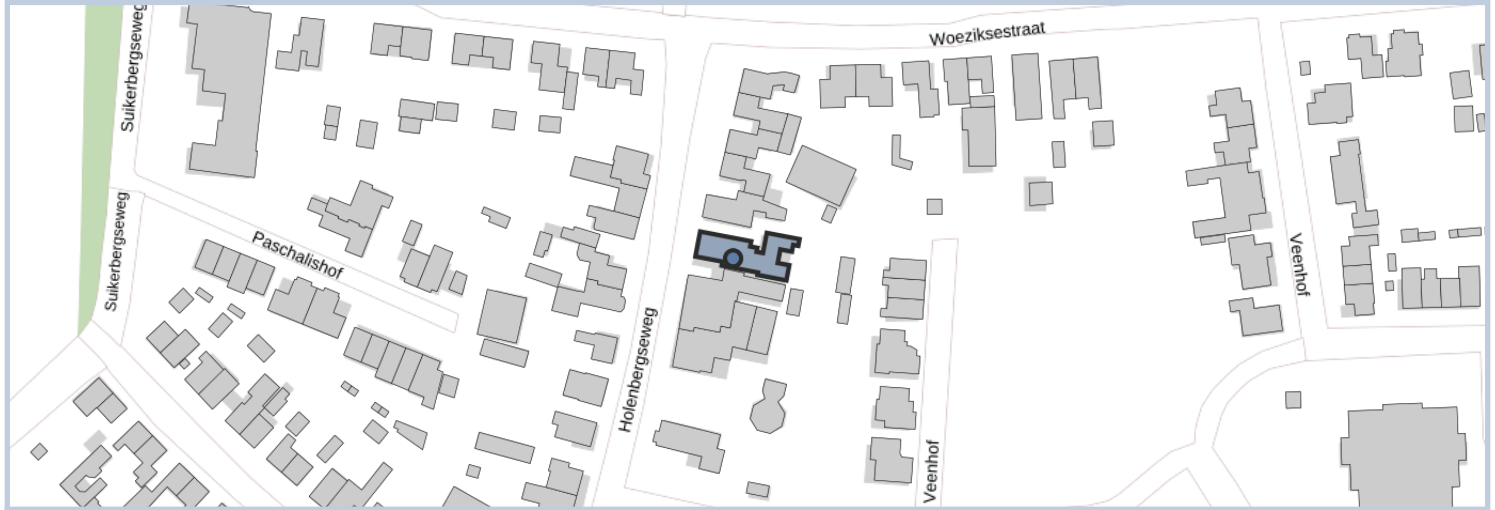 Suikerbergseweg
Woeziksestraat
Suikerbergseweg
Paschalishof
Veenhof
Holenbergseweg
Veenhof